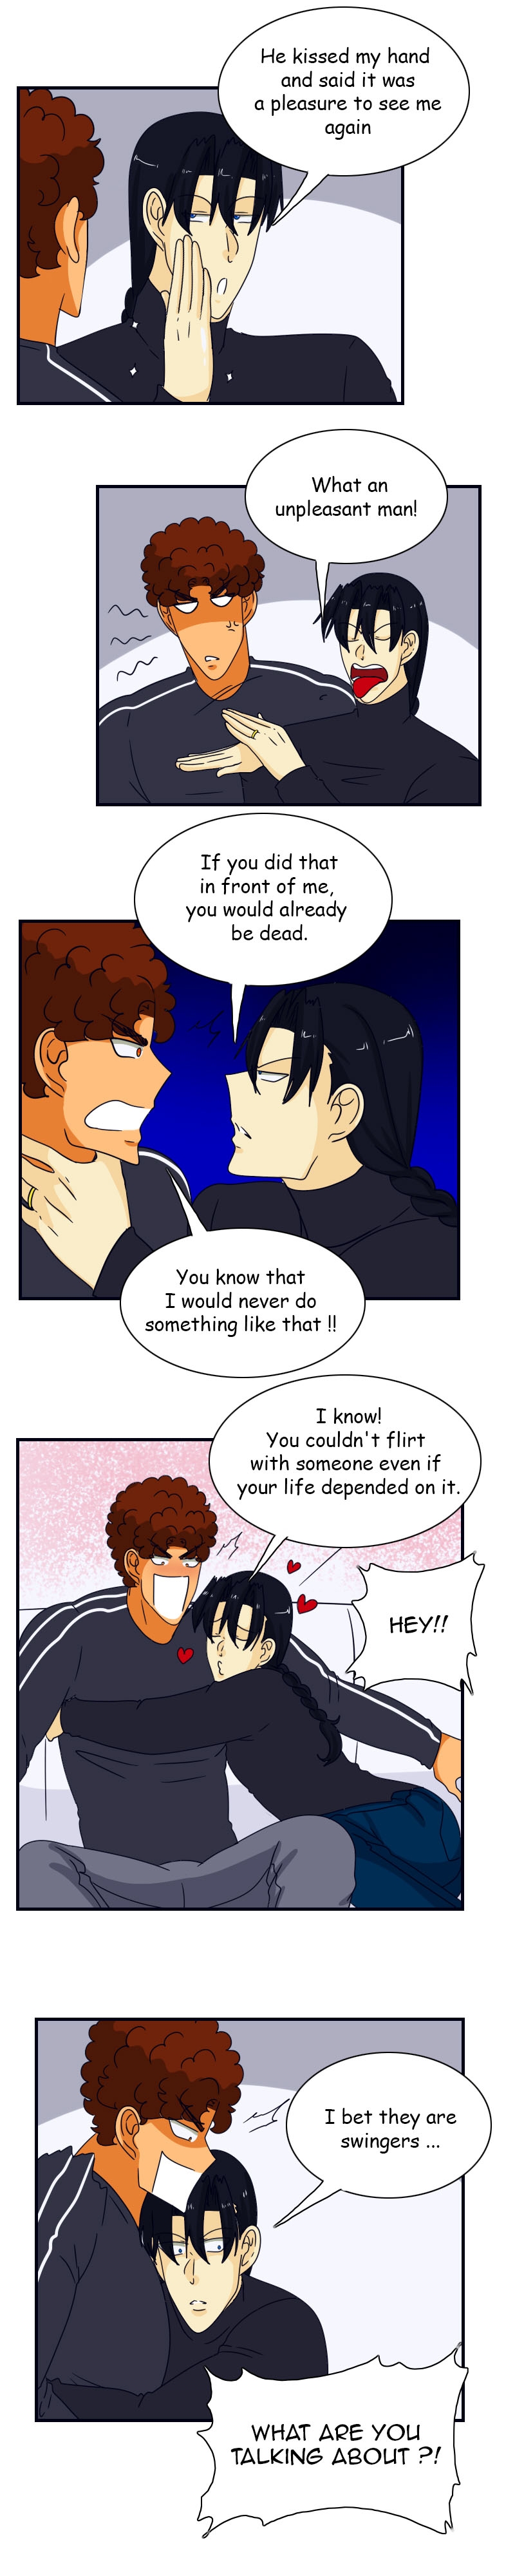 He kissed my hand
and said it was
a pleasure to see me
again
What an
unpleasant man!
If you did that
in front of me,
you would already
be dead.
You know that
I would never do
something like that !!
I know!
You couldn't flirt
with someone even if
your life depended on it.
HEY!!
I bet they are
swingers ...
WHAT ARE YOU
TALKING ABOUT ?!